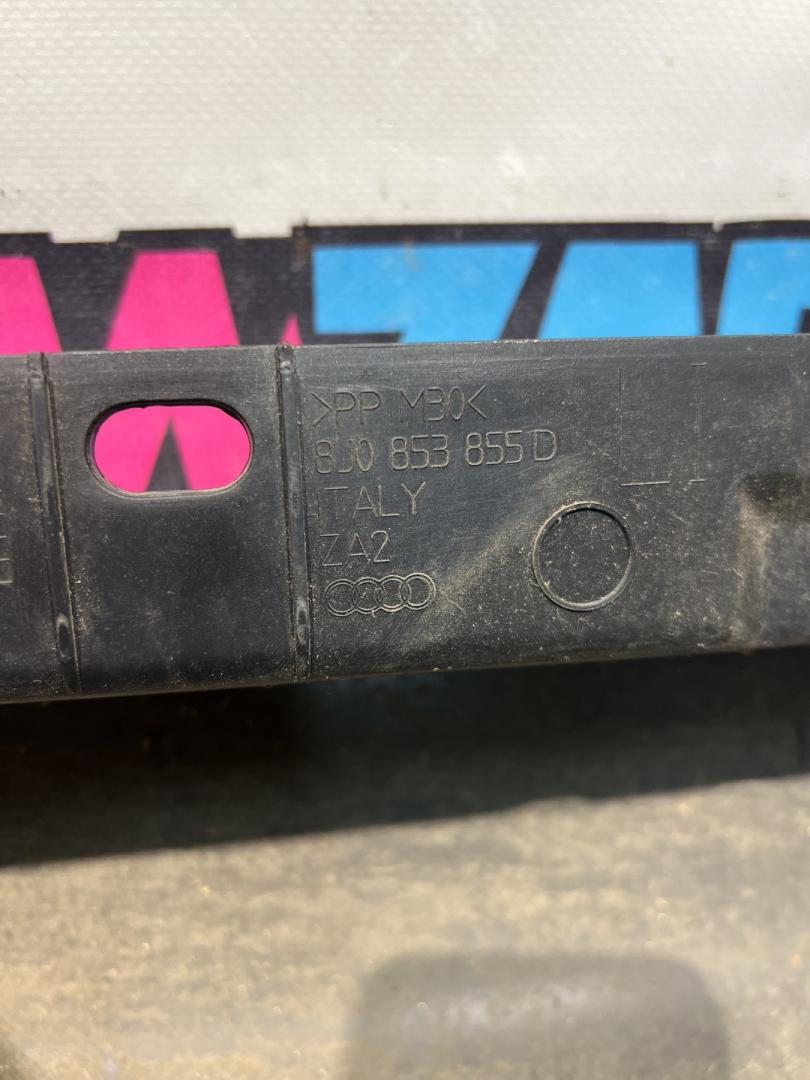 >PP M30<
8J0 853 855 D
ITALY
ZA2